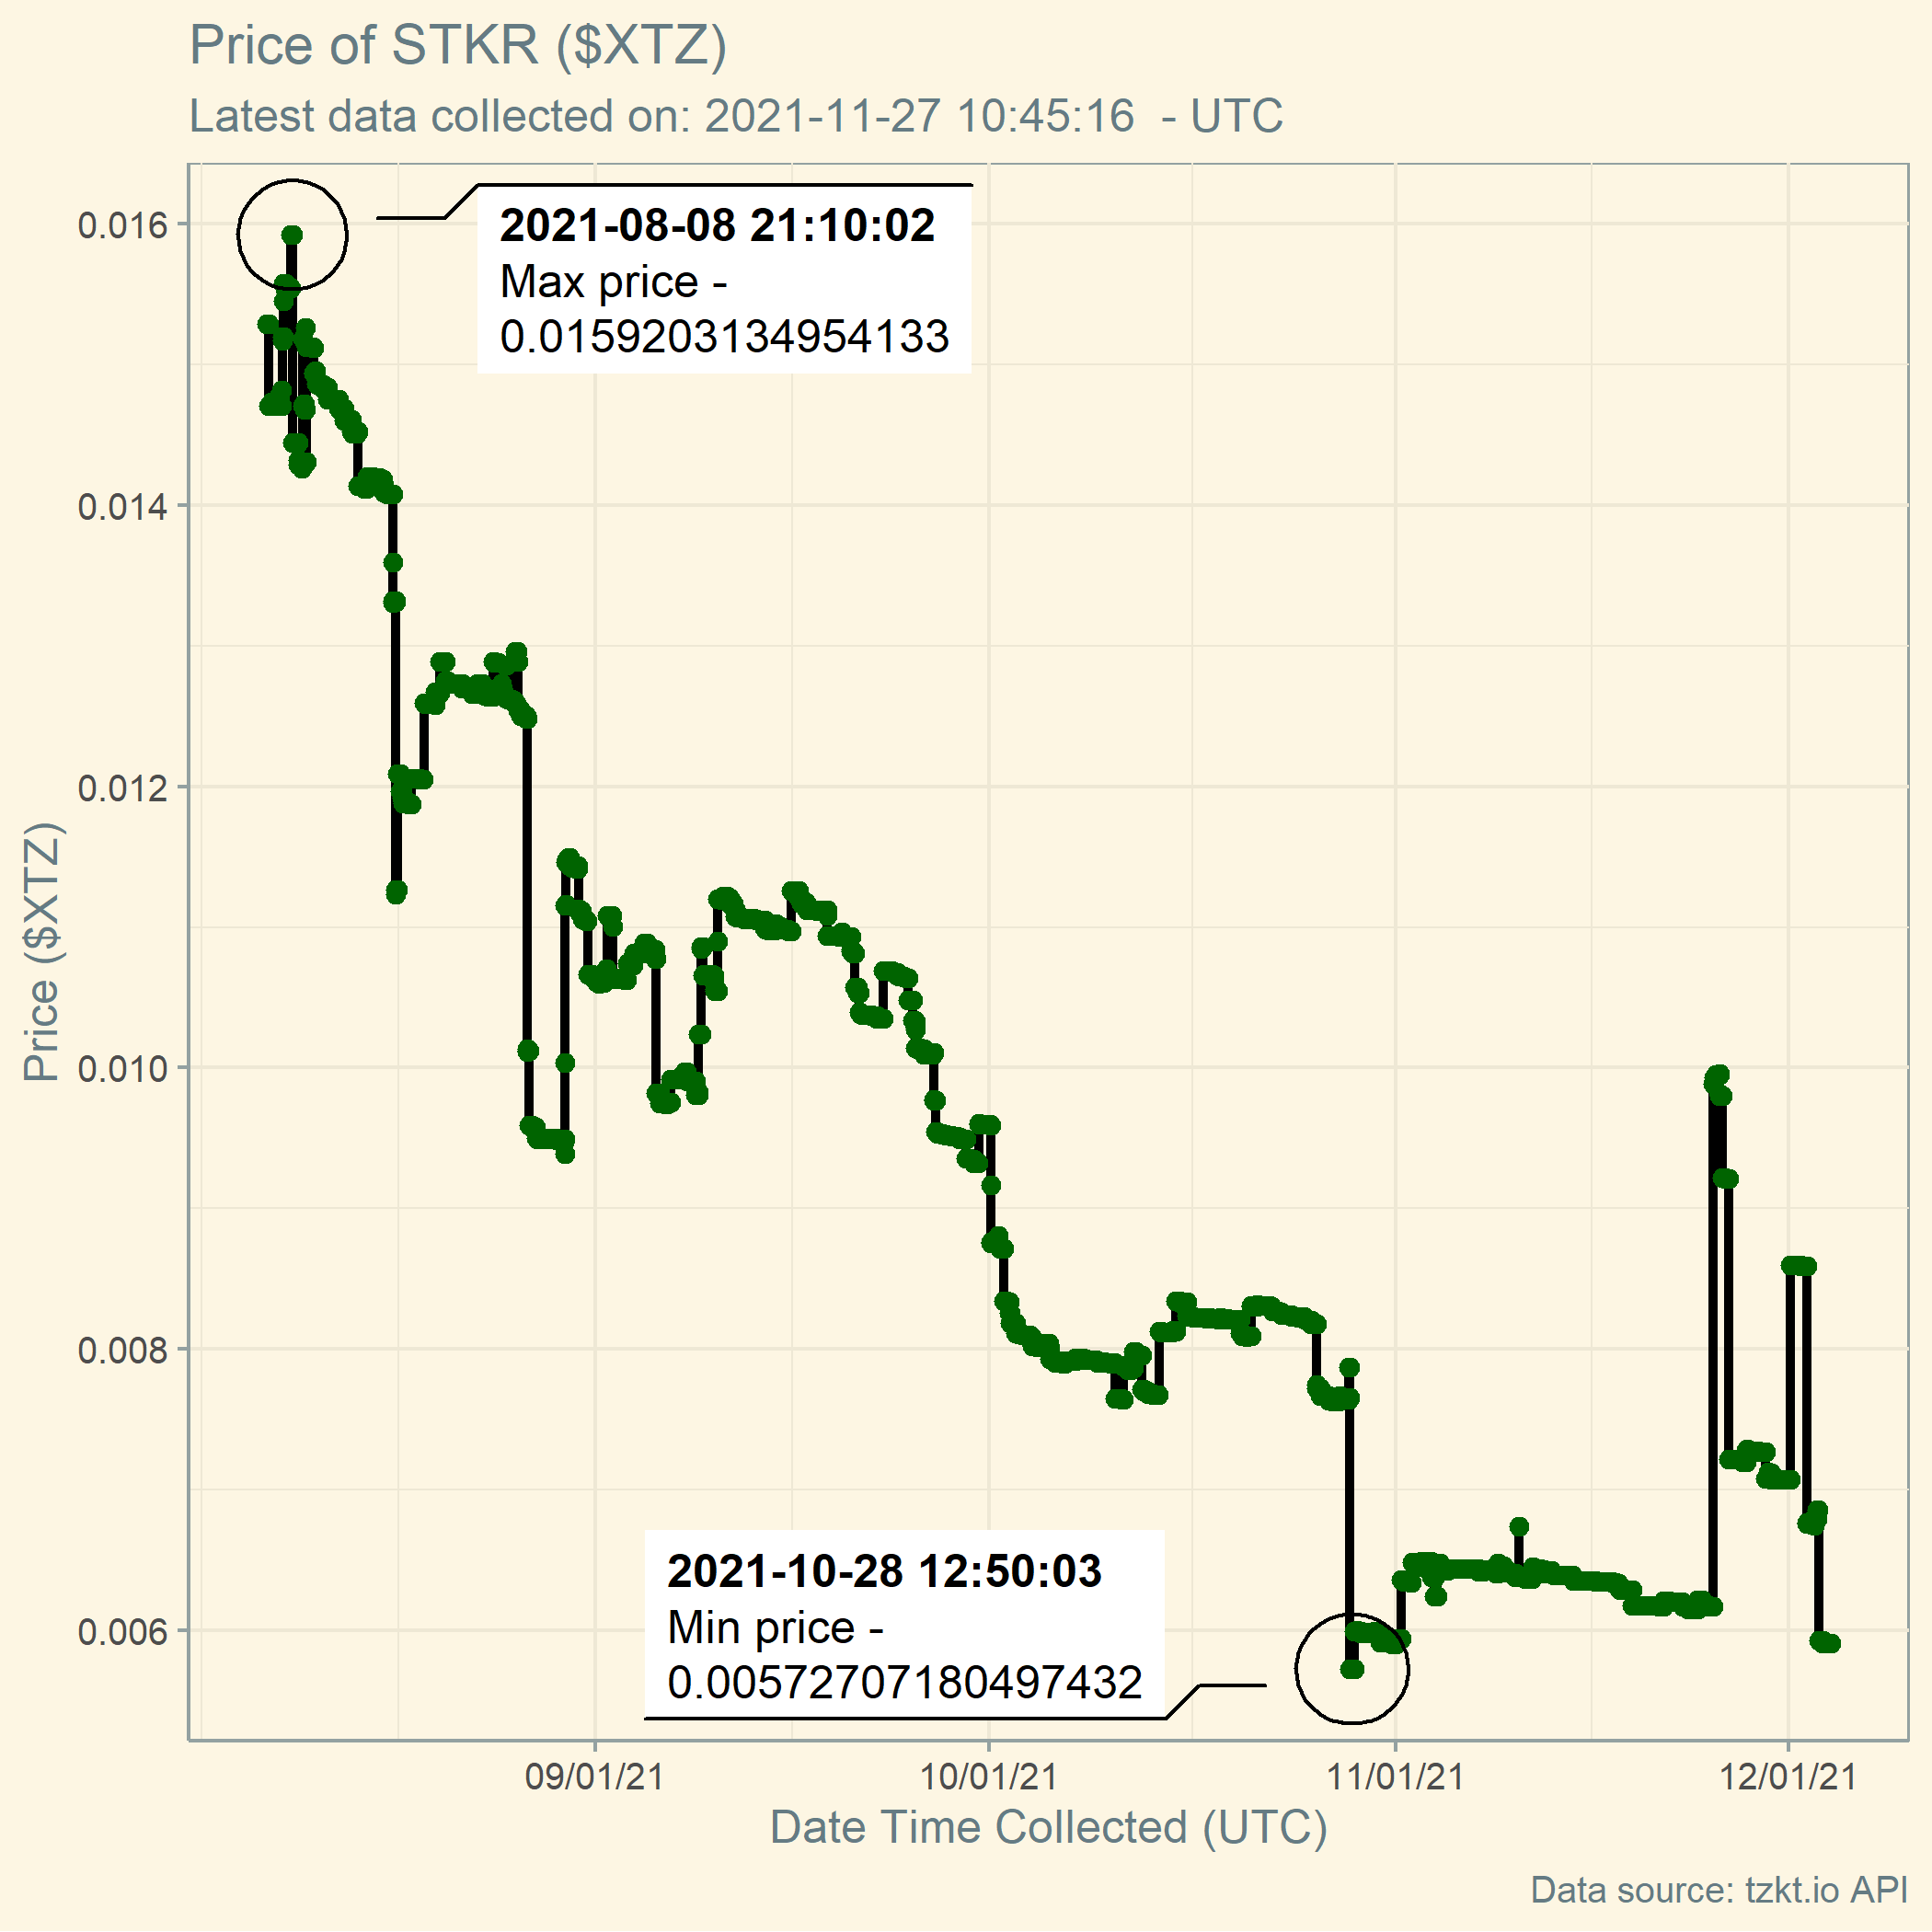 Price of STKR ($XTZ)
Latest data collected on: 2021-11-27 10:45:16  - UTC
2021-08-08 21:10:02
Max price -
0.0159203134954133
0.016
0.014
0.012
0.010
0.008
0.006
Price ($XTZ)
2021-10-28 12:50:03
Min price -
0.00572707180497432
09/01/21
10/01/21
11/01/21
12/01/21
Date Time Collected (UTC)
Data source: tzkt.io API